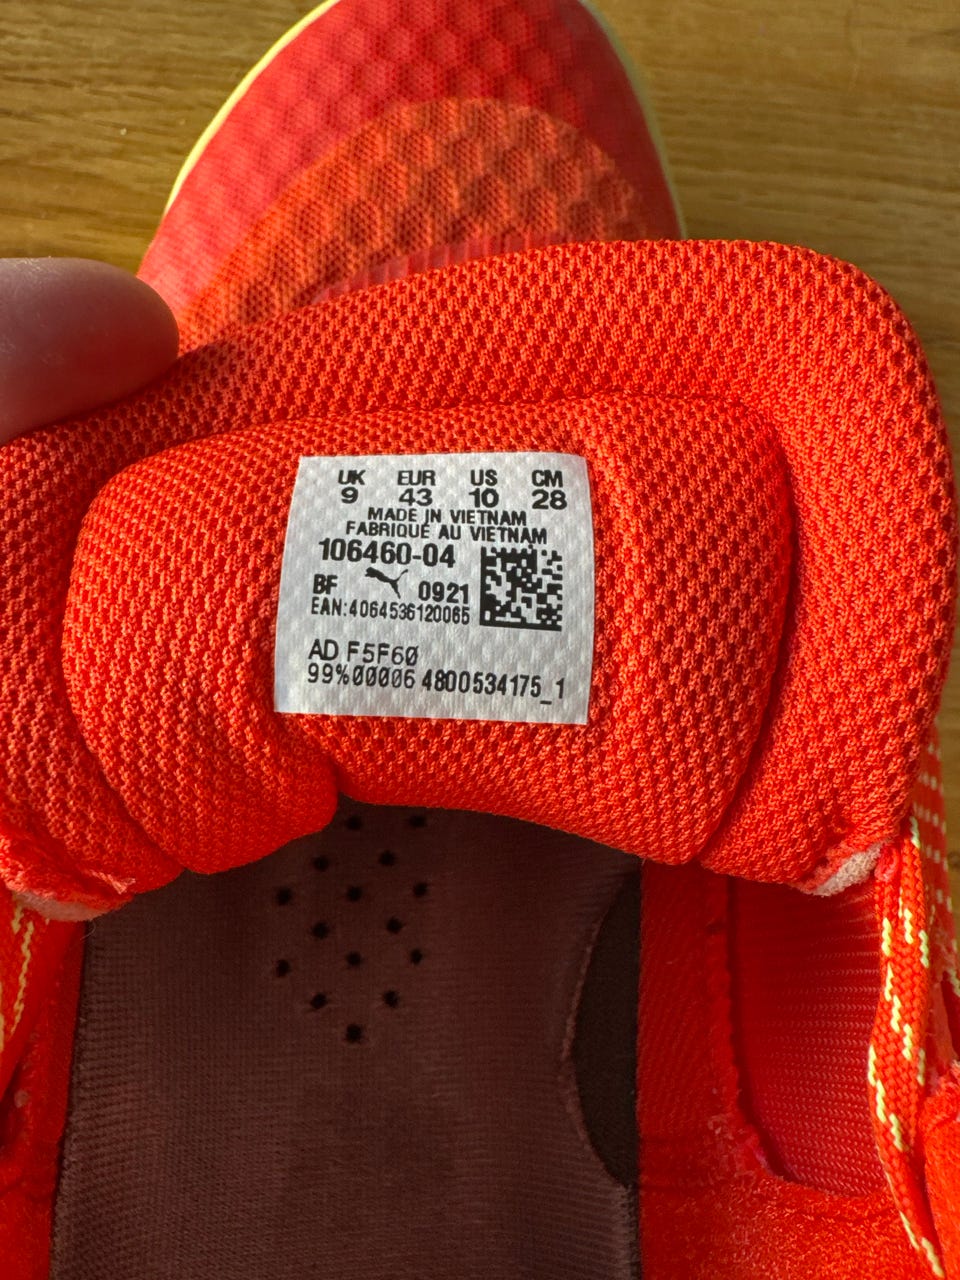 UK EUR US CM
9 43 10 28
MADE IN VIETNAM
FABRIQUÉ AU VIETNAM
106460-04
BF 0921
EAN:4064536120065
AD F5F60
99%00006 4800534175_1